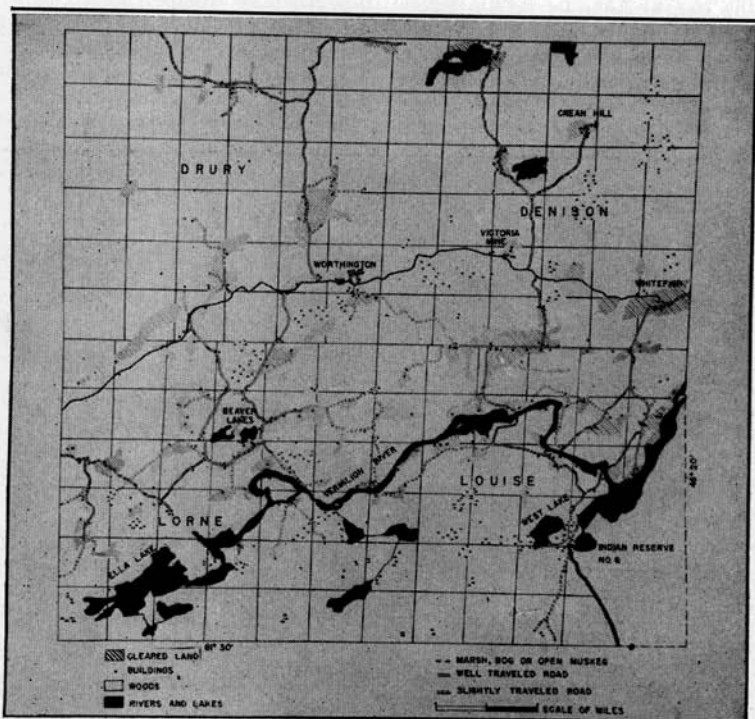 CREAN HILL
DRURY
DENISON
VICTORIA
MINE
WORTHINGTON
WHITEFISH
BEAVER
LAKES
VERMILION RIVER
LOUISE
46° 20'
LORNE
WEST LAKE
ELLA LAKE
INDIAN RESERVE
NO. 6
81° 30'
CLEARED LAND
BUILDINGS
WOODS
RIVERS AND LAKES
MARSH, BOG OR OPEN MUSKEG
WELL TRAVELED ROAD
SLIGHTLY TRAVELED ROAD
SCALE OF MILES